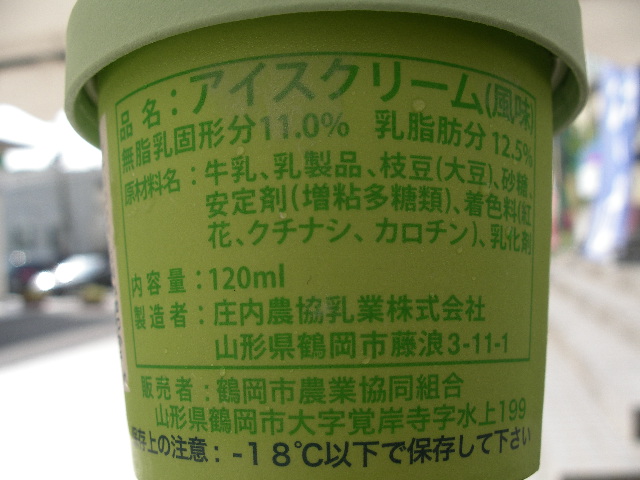 品名：アイスクリーム(風味)
無脂乳固形分11.0% 乳脂肪分12.5%
原材料名：牛乳、乳製品、枝豆(大豆)、砂糖、
安定剤(増粘多糖類)、着色料(紅
花、クチナシ、カロチン)、乳化剤
内容量：120ml
製造者：庄内農協乳業株式会社
山形県鶴岡市藤浪3-11-1
販売者：鶴岡市農業協同組合
山形県鶴岡市大字覚岸寺字水上199
保存上の注意：-18℃以下で保存して下さい